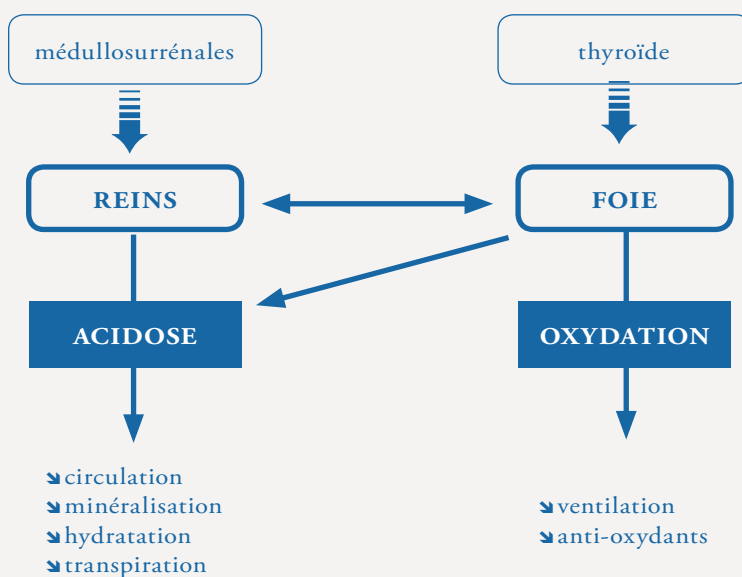 médullosurrénales
thyroïde
REINS
FOIE
ACIDOSE
OXYDATION
↘ circulation
↘ minéralisation
↘ hydratation
↘ transpiration
↘ ventilation
↘ anti-oxydants